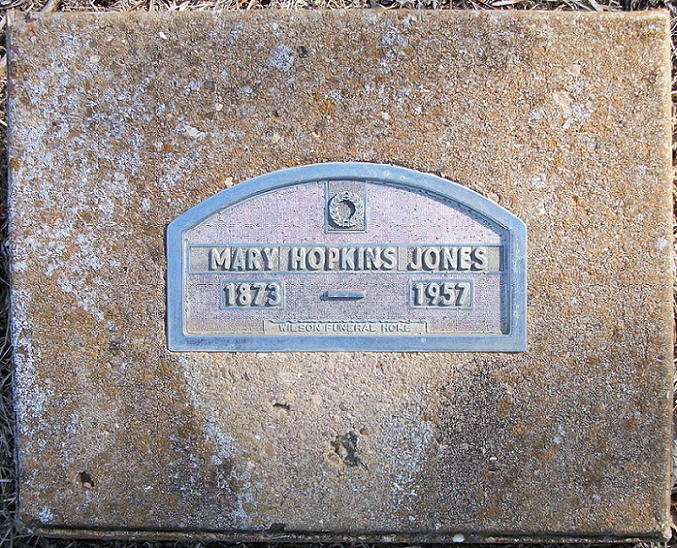 MARY HOPKINS JONES
1873 — 1957
WILSON FUNERAL HOME